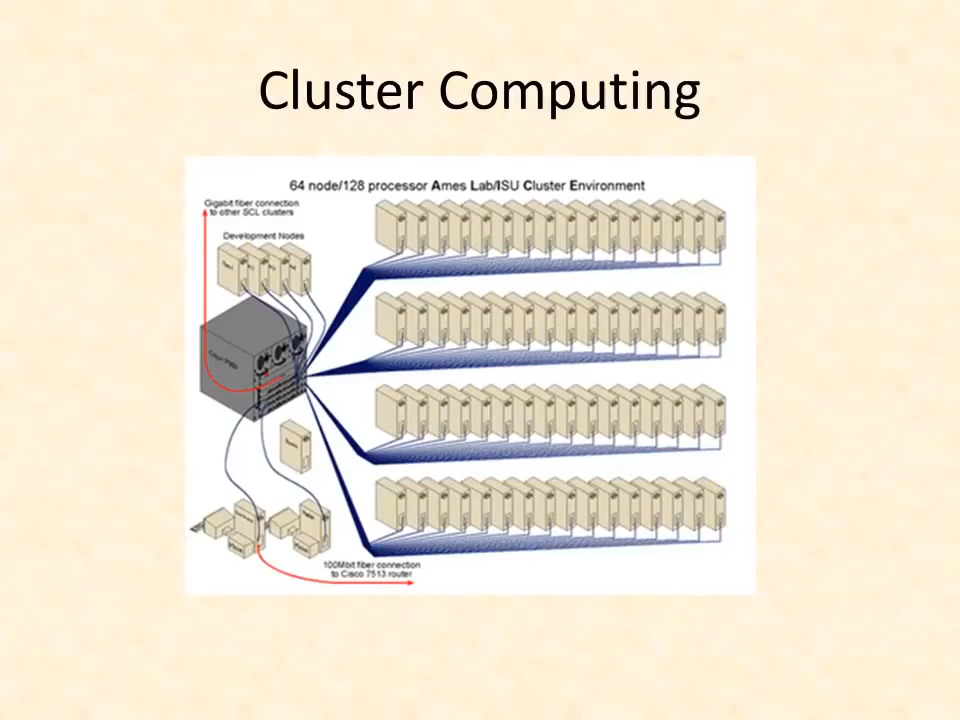 Cluster Computing
64 node/128 processor Ames Lab/ISU Cluster Environment
Gigabit fiber connection
to other SCL clusters
Development Nodes
100Mbit fiber connection
to Cisco 7513 router